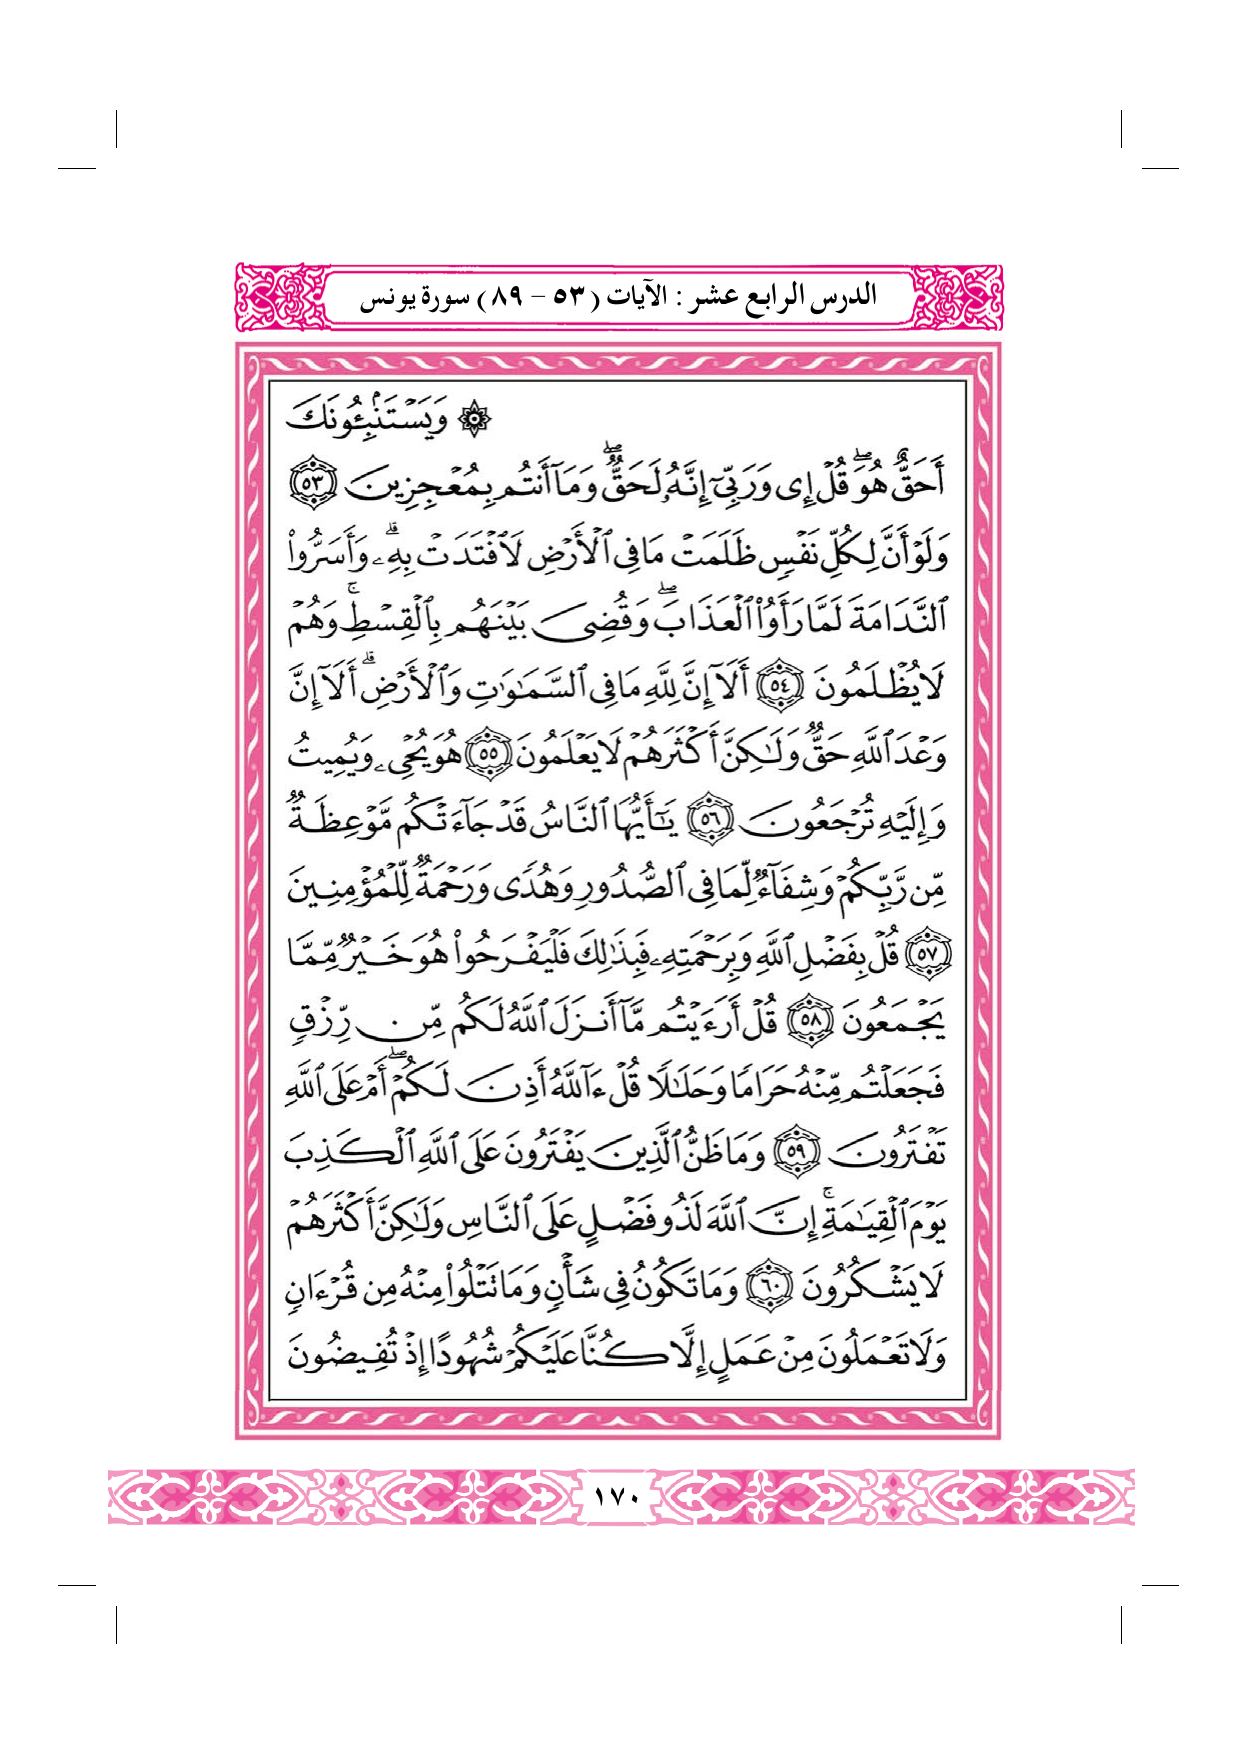 الدرس الرابع عشر : الآيات ( ٥٣ - ٨٩ ) سورة يونس
۞ وَيَسْتَنۢبِـُٔونَكَ
أَحَقٌّ هُوَۖ قُلْ إِى وَرَبِّىٓ إِنَّهُۥ لَحَقٌّۖ وَمَآ أَنتُم بِمُعْجِزِينَ ٥٣
وَلَوْ أَنَّ لِكُلِّ نَفْسٍ ظَلَمَتْ مَا فِى ٱلْأَرْضِ لَٱفْتَدَتْ بِهِۦۗ وَأَسَرُّوا۟
ٱلنَّدَامَةَ لَمَّا رَأَوُا۟ ٱلْعَذَابَۖ وَقُضِىَ بَيْنَهُم بِٱلْقِسْطِۚ وَهُمْ
لَا يُظْلَمُونَ ٥٤ أَلَآ إِنَّ لِلَّهِ مَا فِى ٱلسَّمَٰوَٰتِ وَٱلْأَرْضِۗ أَلَآ إِنَّ
وَعْدَ ٱللَّهِ حَقٌّ وَلَٰكِنَّ أَكْثَرَهُمْ لَا يَعْلَمُونَ ٥٥ هُوَ يُحْىِۦ وَيُمِيتُ
وَإِلَيْهِ تُرْجَعُونَ ٥٦ يَٰٓأَيُّهَا ٱلنَّاسُ قَدْ جَآءَتْكُم مَّوْعِظَةٌ
مِّن رَّبِّكُمْ وَشِفَآءٌ لِّمَا فِى ٱلصُّدُورِ وَهُدًى وَرَحْمَةٌ لِّلْمُؤْمِنِينَ
٥٧ قُلْ بِفَضْلِ ٱللَّهِ وَبِرَحْمَتِهِۦ فَبِذَٰلِكَ فَلْيَفْرَحُوا۟ هُوَ خَيْرٌ مِّمَّا
يَجْمَعُونَ ٥٨ قُلْ أَرَءَيْتُم مَّآ أَنزَلَ ٱللَّهُ لَكُم مِّن رِّزْقٍ
فَجَعَلْتُم مِّنْهُ حَرَامًا وَحَلَٰلًا قُلْ ءَآللَّهُ أَذِنَ لَكُمْۖ أَمْ عَلَى ٱللَّهِ
تَفْتَرُونَ ٥٩ وَمَا ظَنُّ ٱلَّذِينَ يَفْتَرُونَ عَلَى ٱللَّهِ ٱلْكَذِبَ
يَوْمَ ٱلْقِيَٰمَةِۚ إِنَّ ٱللَّهَ لَذُو فَضْلٍ عَلَى ٱلنَّاسِ وَلَٰكِنَّ أَكْثَرَهُمْ
لَا يَشْكُرُونَ ٦٠ وَمَا تَكُونُ فِى شَأْنٍ وَمَا تَتْلُوا۟ مِنْهُ مِن قُرْءَانٍ
وَلَا تَعْمَلُونَ مِنْ عَمَلٍ إِلَّا كُنَّا عَلَيْكُمْ شُهُودًا إِذْ تُفِيضُونَ
١٧٠